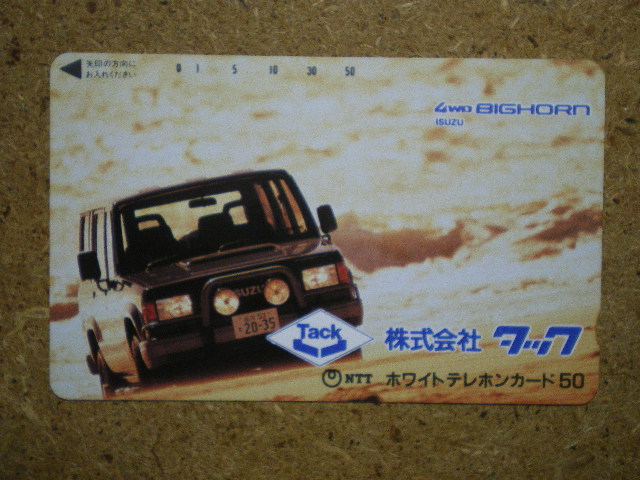 矢印の方向に
お入れください
0 1 5 10 30 50
4WD BIGHORN
ISUZU
ISUZU
20-35
Tack 株式会社 タック
NTT ホワイトテレホンカード50